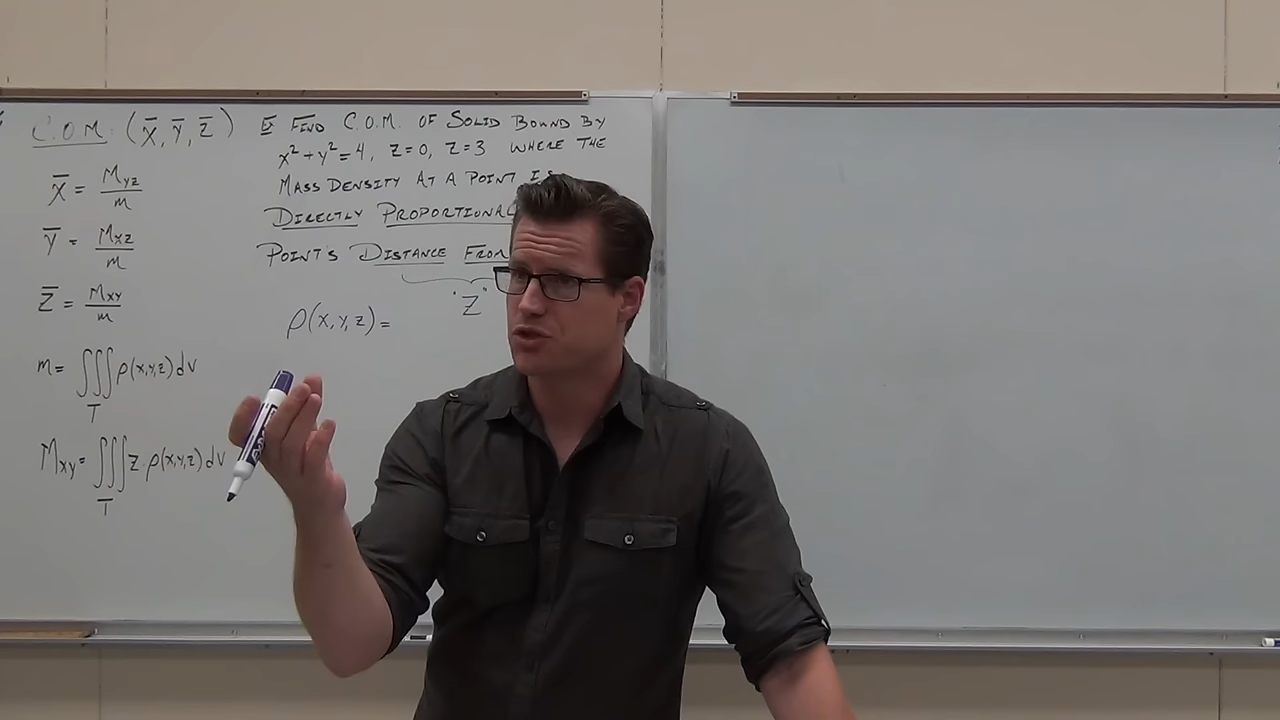 C.O.M. (X̄, Ȳ, Z̄)
X̄ = Myz/m
Ȳ = Mxz/m
Z̄ = Mxy/m
m = ∭T ρ(x,y,z) dV
Mxy = ∭T z·ρ(x,y,z) dV
Ex Find C.O.M. of Solid Bound By
x² + y² = 4, z = 0, z = 3 where the
Mass Density At a Point is
Directly Proportional
Point's Distance From
"Z"
ρ(x,y,z) =